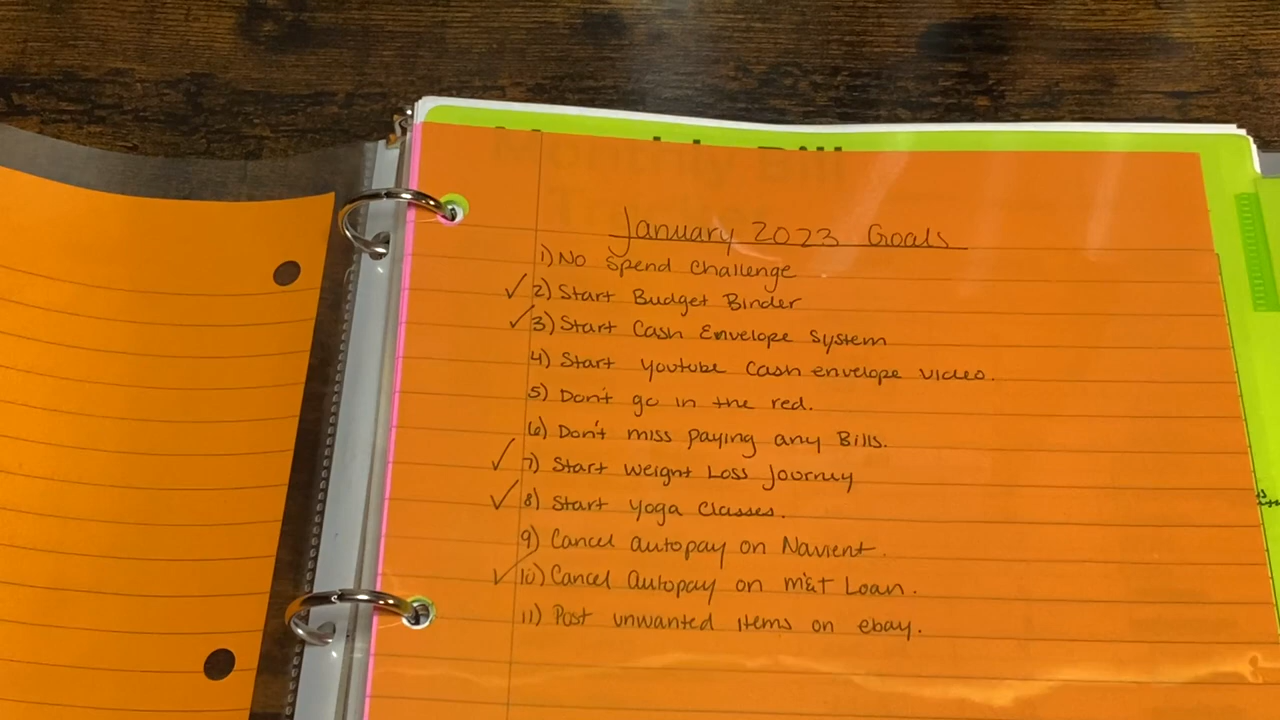 Monthly Bill
January 2023 Goals
1) No Spend Challenge
✓ 2) Start Budget Binder
✓ 3) Start Cash Envelope System
4) Start Youtube Cash envelope video.
5) Don't go in the red.
6) Don't miss paying any Bills.
✓ 7) Start Weight Loss Journey
✓ 8) Start Yoga Classes.
9) Cancel autopay on Navient.
✓ 10) Cancel Autopay on M&T Loan.
11) Post unwanted items on ebay.